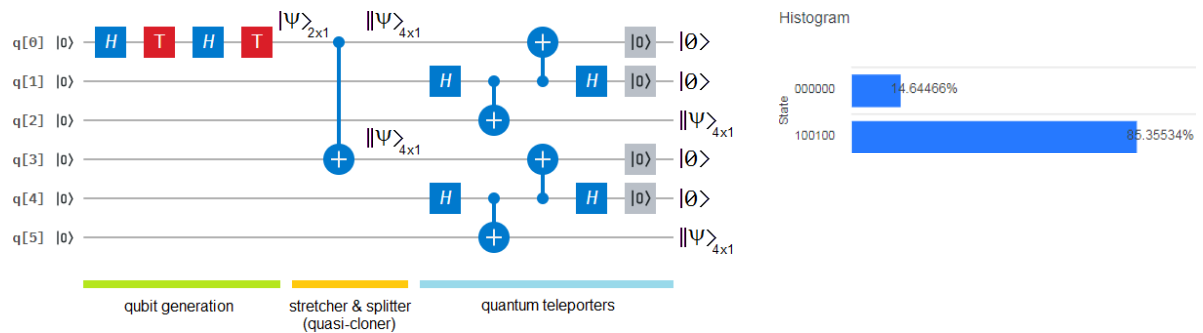 |Ψ⟩2x1 ‖Ψ⟩4x1
q[0] |0⟩ H T H T |0⟩ |0⟩
q[1] |0⟩ H H |0⟩ |0⟩
q[2] |0⟩ ‖Ψ⟩4x1
‖Ψ⟩4x1
q[3] |0⟩ |0⟩ |0⟩
q[4] |0⟩ H H |0⟩ |0⟩
q[5] |0⟩ ‖Ψ⟩4x1
qubit generation
stretcher & splitter
(quasi-cloner)
quantum teleporters
Histogram
State
000000 14.64466%
100100 85.35534%